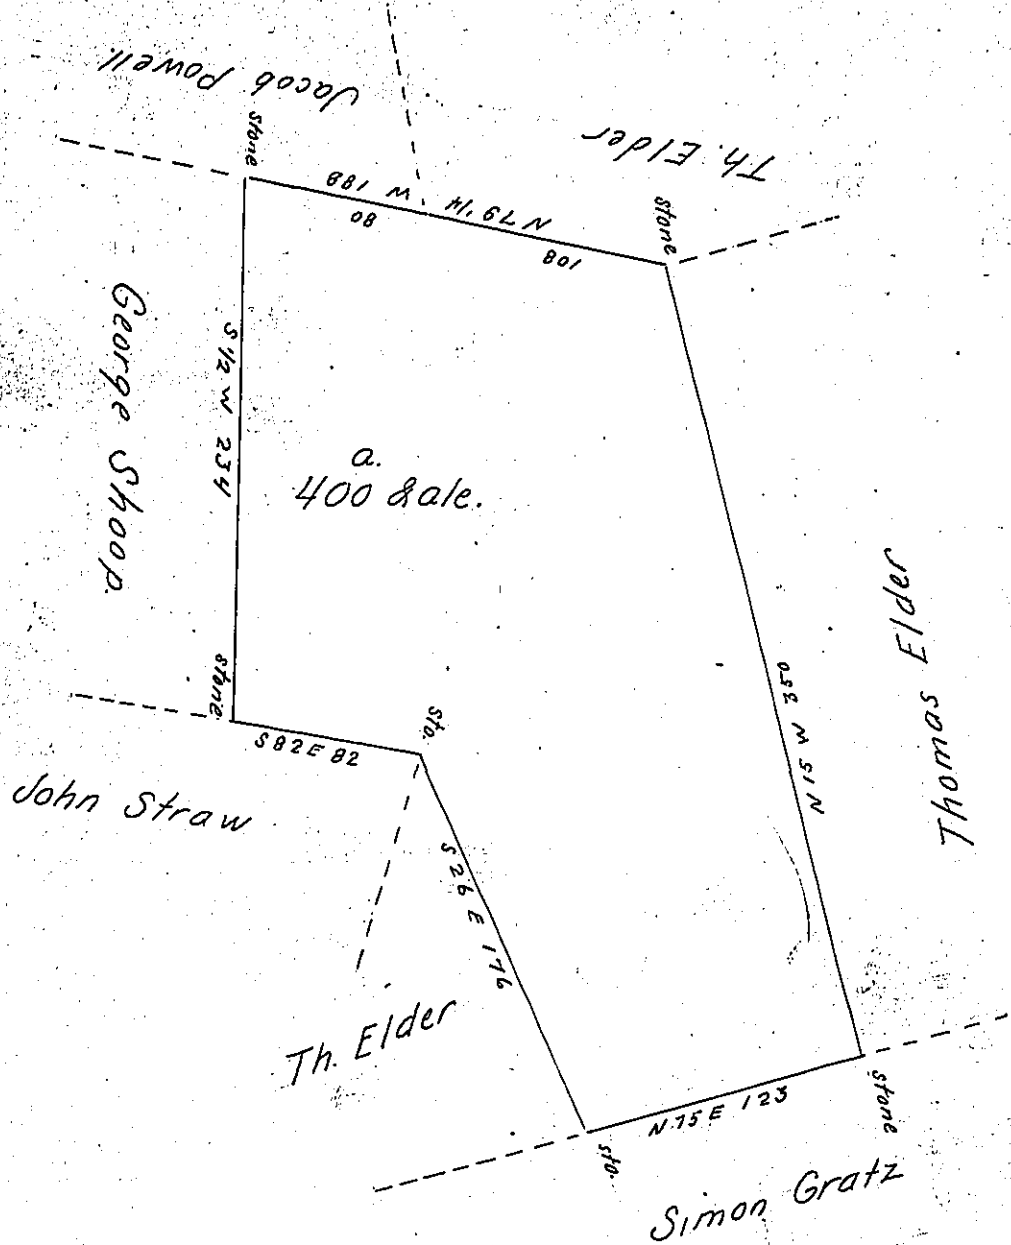 Jacob Powell
Th. Elder
stone
stone
N 79 1/4 W 188
80
108
George Shoop.
S 1/2 W 234
a.
400 & ale.
Thomas Elder
N 15 W 350
stone
sto.
S 82 E 82
John Straw
S 26 E 176
Th. Elder
N 75 E 123
stone
sto.
Simon Gratz